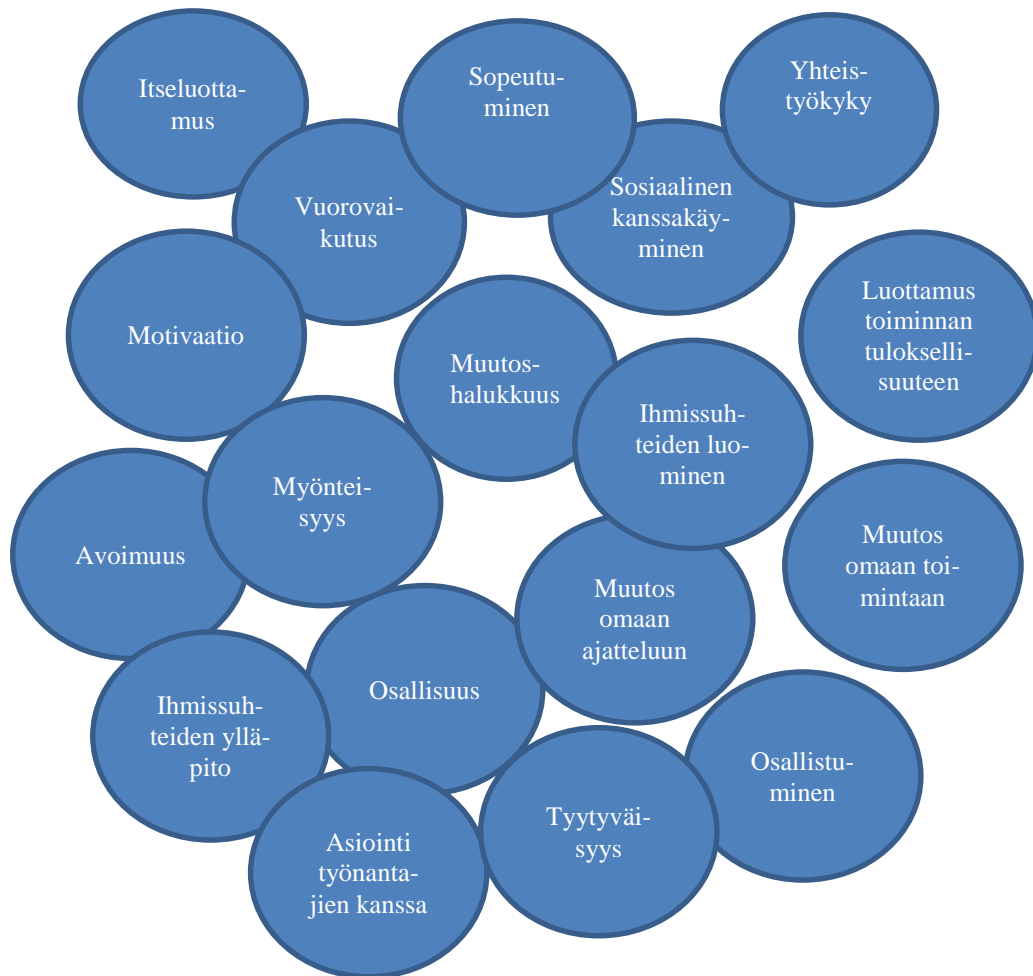 Itseluotta-
mus
Sopeutu-
minen
Yhteis-
työkyky
Vuorovai-
kutus
Sosiaalinen
kanssakäy-
minen
Motivaatio
Muutos-
halukkuus
Luottamus
toiminnan
tulokselli-
suuteen
Ihmissuh-
teiden luo-
minen
Myöntei-
syys
Avoimuus
Muutos
omaan toi-
mintaan
Muutos
omaan
ajatteluun
Osallisuus
Ihmissuh-
teiden yllä-
pito
Osallistu-
minen
Tyytyväi-
syys
Asiointi
työnanta-
jien kanssa